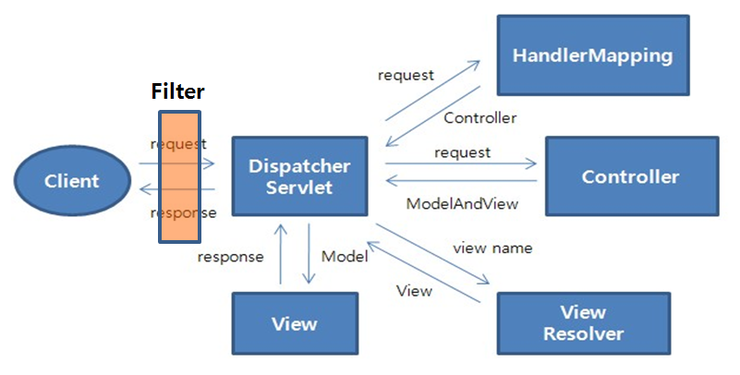 HandlerMapping
request
Filter
Controller
request
request
Dispatcher
Servlet
Client
Controller
ModelAndView
response
response
Model
view name
View
View
View
Resolver